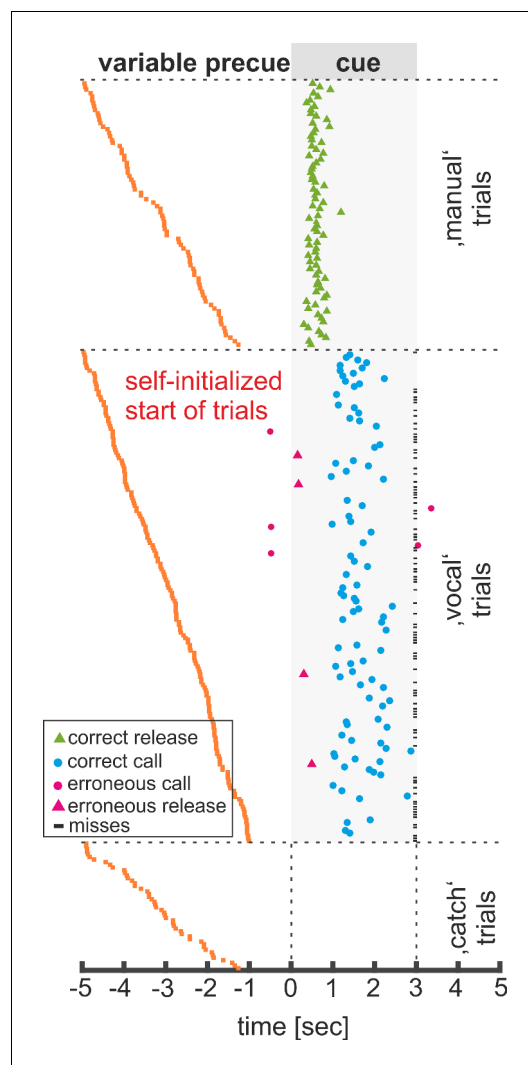 variable precue cue
‚manual‘
trials
self-initialized
start of trials
‚vocal‘
trials
correct release
correct call
erroneous call
erroneous release
misses
‚catch‘
trials
-5 -4 -3 -2 -1 0 1 2 3 4 5
time [sec]